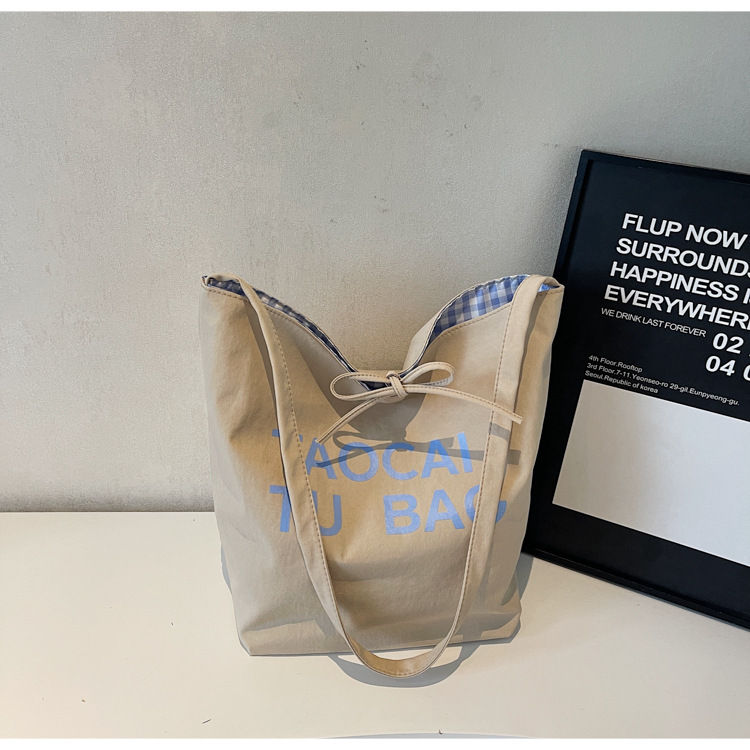 TAOCAI
TU BAG
FLUP NOW
SURROUNDS
HAPPINESS
EVERYWHERE
WE DRINK LAST FOREVER
02
04
4th Floor.Rooftop
3rd Floor.7-11.Yeonseo-ro 29-gil.Eunpyeong-gu.
Seoul.Republic of korea